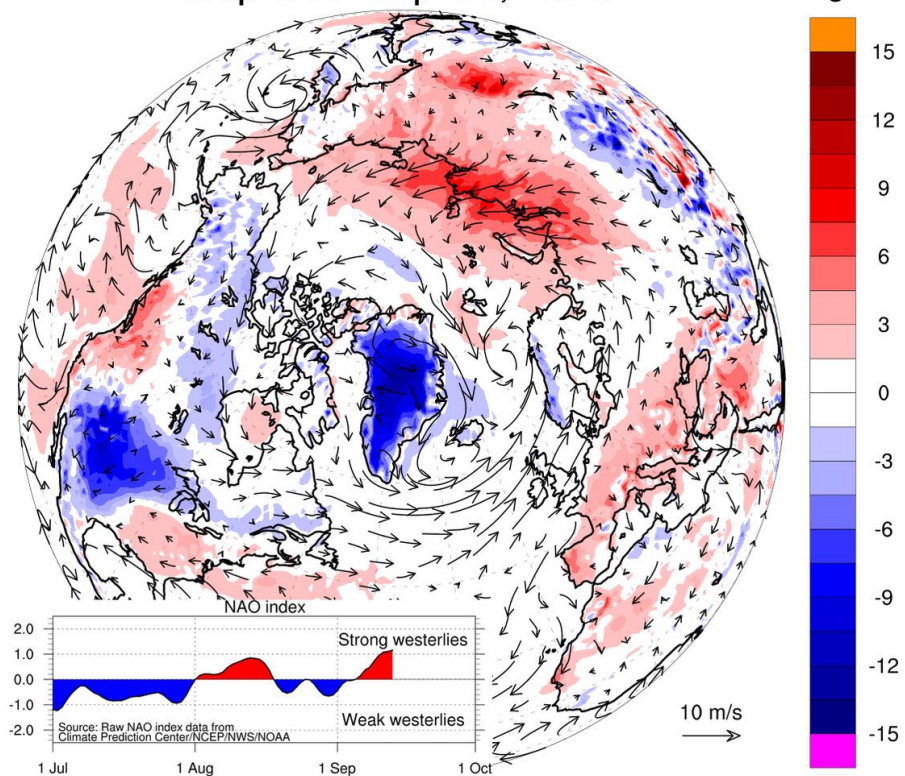 NAO index
2.0
1.0
0.0
-1.0
-2.0
Strong westerlies
Weak westerlies
Source: Raw NAO index data from
Climate Prediction Center/NCEP/NWS/NOAA
1 Jul
1 Aug
1 Sep
1 Oct
10 m/s
15
12
9
6
3
0
-3
-6
-9
-12
-15